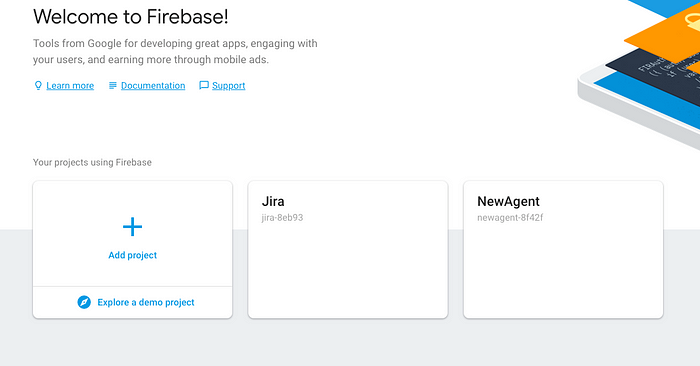 Welcome to Firebase!
Tools from Google for developing great apps, engaging with
your users, and earning more through mobile ads.
Learn more Documentation Support
Your projects using Firebase
Add project
Explore a demo project
Jira
jira-8eb93
NewAgent
newagent-8f42f